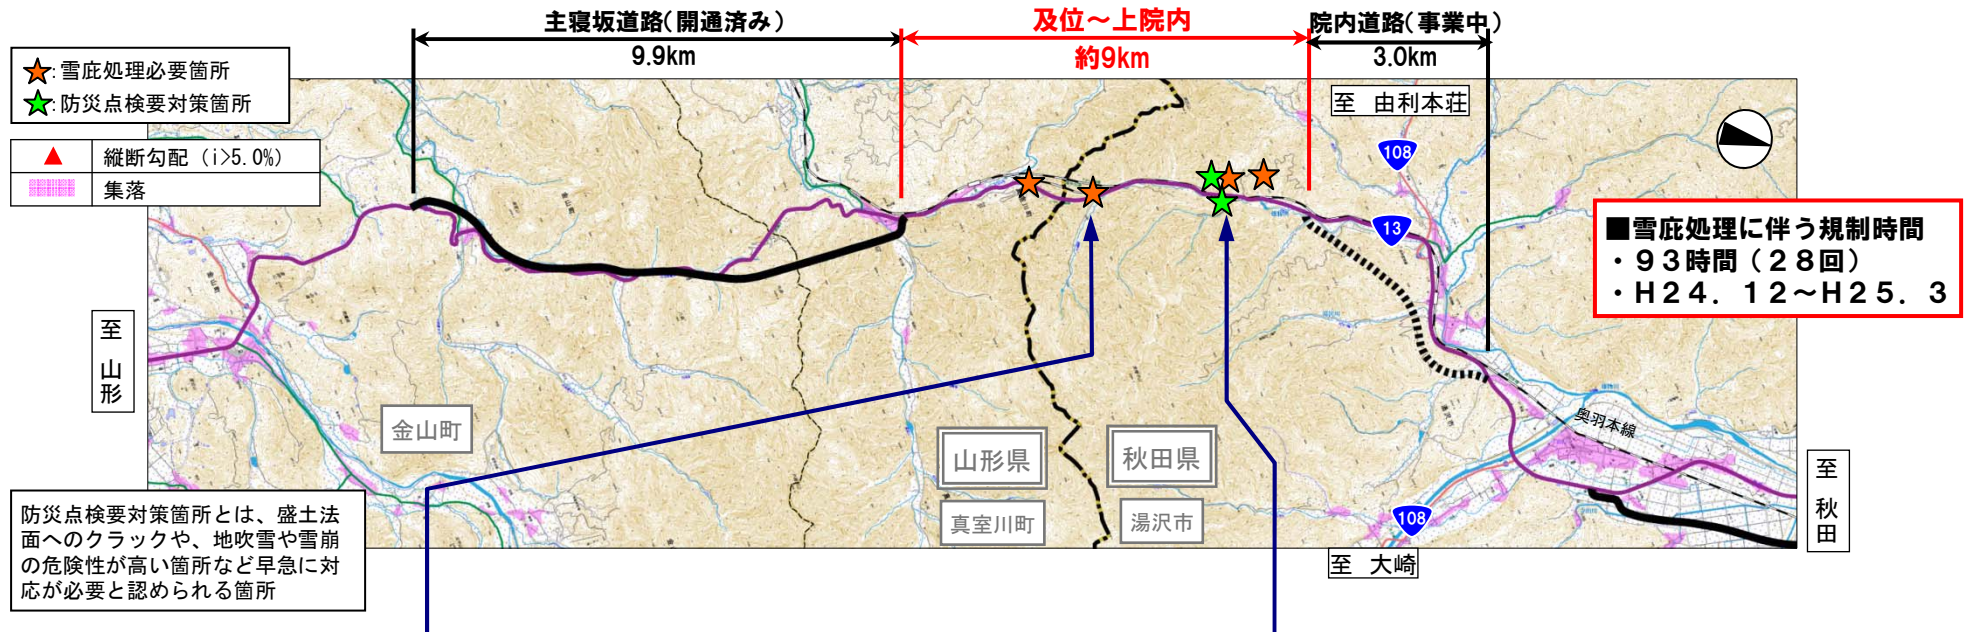 主寝坂道路(開通済み)
9.9km
及位～上院内
約9km
院内道路(事業中)
3.0km
:雪庇処理必要箇所
:防災点検要対策箇所
縦断勾配（i>5.0%）
集落
至 由利本荘
108
13
■雪庇処理に伴う規制時間
・９３時間（２８回）
・Ｈ２４．１２～Ｈ２５．３
至 山形
金山町
山形県
秋田県
真室川町
湯沢市
奥羽本線
108
至 大崎
至 秋田
防災点検要対策箇所とは、盛土法
面へのクラックや、地吹雪や雪崩
の危険性が高い箇所など早急に対
応が必要と認められる箇所